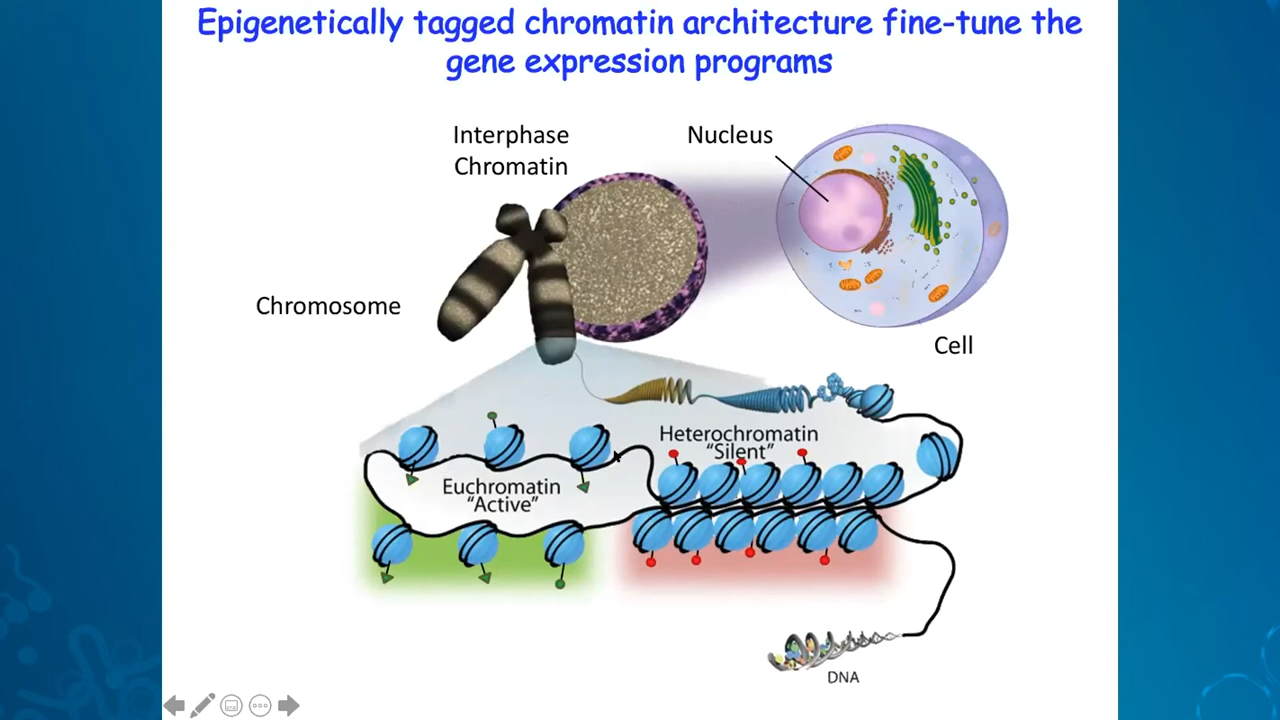 Epigenetically tagged chromatin architecture fine-tune the
gene expression programs
Interphase
Chromatin
Nucleus
Chromosome
Cell
Heterochromatin
“Silent”
Euchromatin
“Active”
DNA